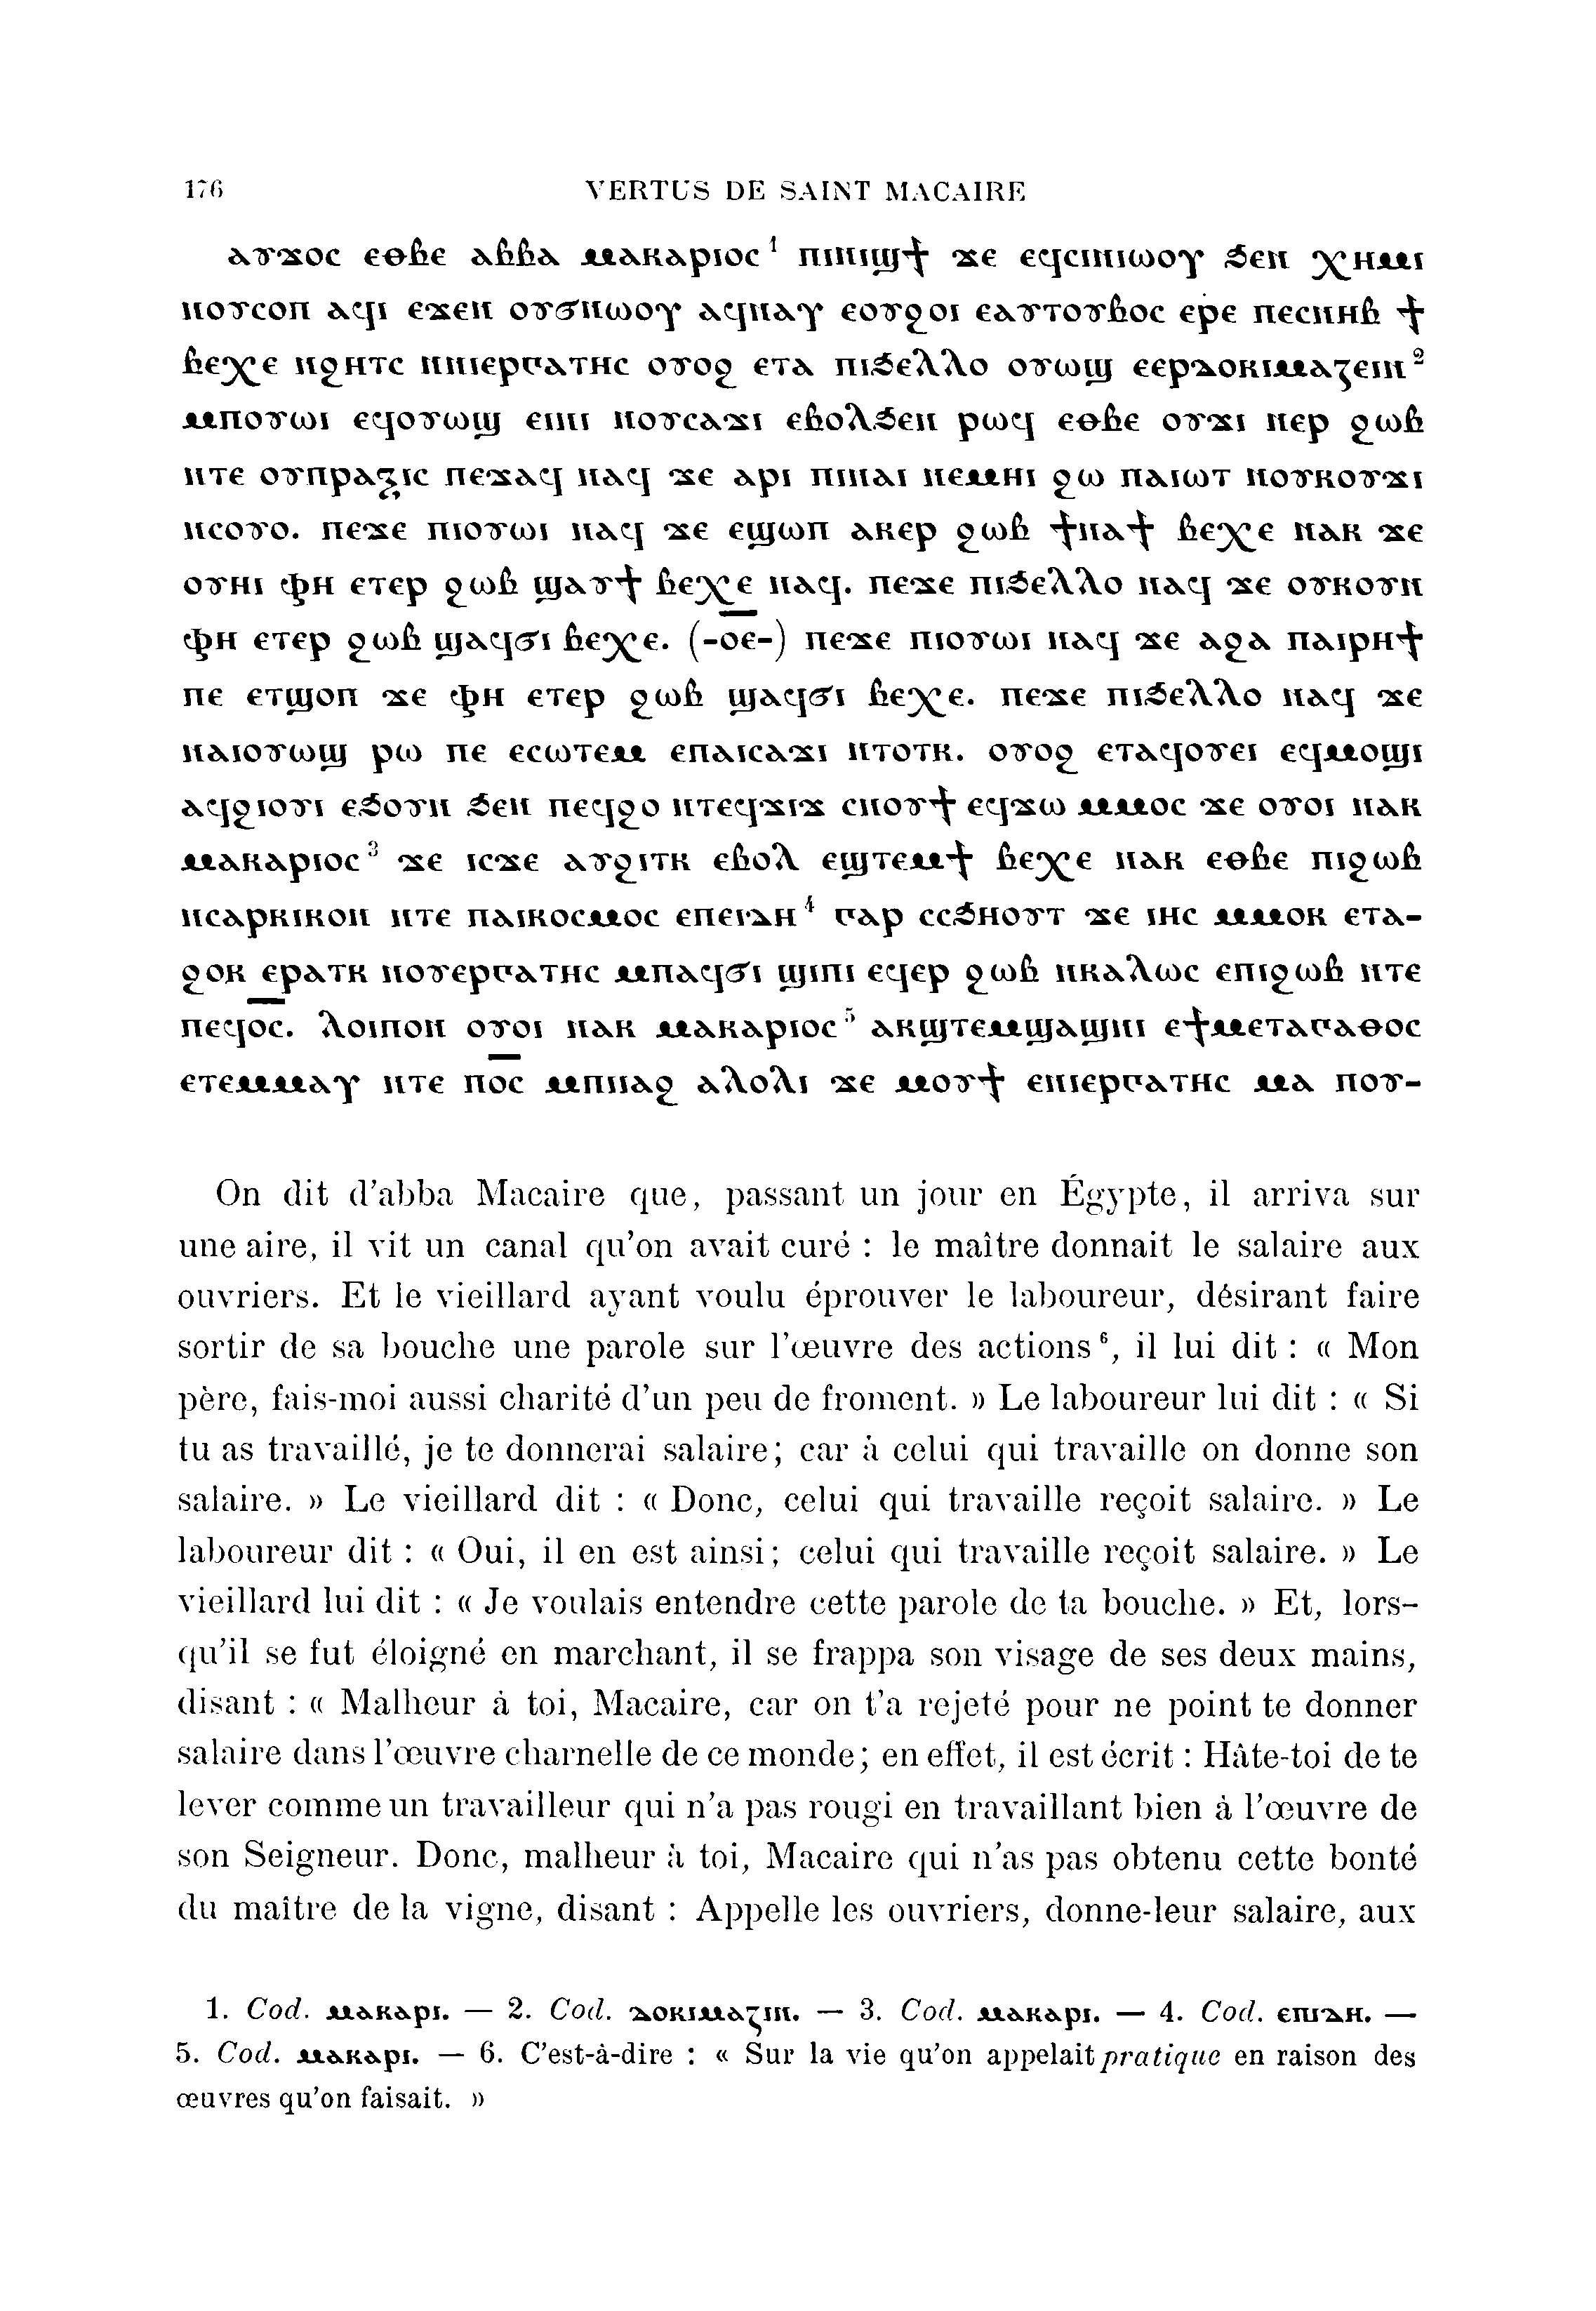 176 VERTUS DE SAINT MACAIRE
ⲁⲩϫⲟⲥ ⲉⲑⲃⲉ ⲁⲃⲃⲁ ⲙⲁⲕⲁⲣⲓⲟⲥ¹ ⲡⲓⲛⲓϣϯ ϫⲉ ⲉϥⲥⲓⲛⲓⲱⲟⲩ ϧⲉⲛ ⲭⲏⲙⲓ
ⲛⲟⲩⲥⲟⲡ ⲁϥⲓ ⲉϫⲉⲛ ⲟⲩϭⲛⲱⲟⲩ ⲁϥⲛⲁⲩ ⲉⲟⲩϩⲟⲓ ⲉⲁⲩⲧⲟⲩⲃⲟⲥ ⲉⲣⲉ ⲡⲉⲥⲛⲏⲃ ϯ
ⲃⲉⲭⲉ ⲛϩⲏⲧⲥ ⲛⲛⲓⲉⲣⲅⲁⲧⲏⲥ ⲟⲩⲟϩ ⲉⲧⲁ ⲡⲓϧⲉⲗⲗⲟ ⲟⲩⲱϣ ⲉⲉⲣⲇⲟⲕⲓⲙⲁⲍⲉⲓⲛ²
ⲙⲡⲟⲩⲱⲓ ⲉϥⲟⲩⲱϣ ⲉⲓⲛⲓ ⲛⲟⲩⲥⲁϫⲓ ⲉⲃⲟⲗϧⲉⲛ ⲣⲱϥ ⲉⲑⲃⲉ ⲟⲩϫⲓ ⲛⲉⲣ ϩⲱⲃ
ⲛⲧⲉ ⲟⲩⲡⲣⲁⲝⲓⲥ ⲡⲉϫⲁϥ ⲛⲁϥ ϫⲉ ⲁⲣⲓ ⲡⲓⲛⲁⲓ ⲛⲉⲙⲏⲓ ϩⲱ ⲡⲁⲓⲱⲧ ⲛⲟⲩⲕⲟⲩϫⲓ
ⲛⲥⲟⲩⲟ. ⲡⲉϫⲉ ⲡⲓⲟⲩⲱⲓ ⲛⲁϥ ϫⲉ ⲉϣⲱⲡ ⲁⲕⲉⲣ ϩⲱⲃ ϯⲛⲁϯ ⲃⲉⲭⲉ ⲛⲁⲕ ϫⲉ
ⲟⲩⲏⲓ ⲫⲏ ⲉⲧⲉⲣ ϩⲱⲃ ϣⲁⲩϯ ⲃⲉⲭⲉ ⲛⲁϥ. ⲡⲉϫⲉ ⲡⲓϧⲉⲗⲗⲟ ⲛⲁϥ ϫⲉ ⲟⲩⲕⲟⲩⲛ
ⲫⲏ ⲉⲧⲉⲣ ϩⲱⲃ ϣⲁϥϭⲓ ⲃⲉⲭⲉ. (-ⲟ̅ⲉ̅-) ⲡⲉϫⲉ ⲡⲓⲟⲩⲱⲓ ⲛⲁϥ ϫⲉ ⲁϩⲁ ⲡⲁⲓⲣⲏϯ
ⲡⲉ ⲉⲧϣⲟⲡ ϫⲉ ⲫⲏ ⲉⲧⲉⲣ ϩⲱⲃ ϣⲁϥϭⲓ ⲃⲉⲭⲉ. ⲡⲉϫⲉ ⲡⲓϧⲉⲗⲗⲟ ⲛⲁϥ ϫⲉ
ⲛⲁⲓⲟⲩⲱϣ ⲣⲱ ⲡⲉ ⲉⲥⲱⲧⲉⲙ ⲉⲡⲁⲓⲥⲁϫⲓ ⲛⲧⲟⲧⲕ. ⲟⲩⲟϩ ⲉⲧⲁϥⲟⲩⲉⲓ ⲉϥⲙⲟϣⲓ
ⲁϥϩⲓⲟⲩⲓ ⲉϧⲟⲩⲛ ϧⲉⲛ ⲡⲉϥϩⲟ ⲛⲧⲉϥϫⲓϫ ⲥⲛⲟⲩϯ ⲉϥϫⲱ ⲙⲙⲟⲥ ϫⲉ ⲟⲩⲟⲓ ⲛⲁⲕ
ⲙⲁⲕⲁⲣⲓⲟⲥ³ ϫⲉ ⲓⲥϫⲉ ⲁⲩϩⲓⲧⲕ ⲉⲃⲟⲗ ⲉϣⲧⲉⲙϯ ⲃⲉⲭⲉ ⲛⲁⲕ ⲉⲑⲃⲉ ⲡⲓϩⲱⲃ
ⲛⲥⲁⲣⲕⲓⲕⲟⲛ ⲛⲧⲉ ⲡⲁⲓⲕⲟⲥⲙⲟⲥ ⲉⲡⲉⲓⲇⲏ⁴ ⲅⲁⲣ ⲥⲥϧⲏⲟⲩⲧ ϫⲉ ⲓⲏⲥ ⲙⲙⲟⲕ ⲉⲧⲁ-
ϩⲟⲕ ⲉⲣⲁⲧⲕ ⲛⲟⲩⲉⲣⲅⲁⲧⲏⲥ ⲙⲡⲁϥϭⲓ ϣⲓⲡⲓ ⲉϥⲉⲣ ϩⲱⲃ ⲛⲕⲁⲗⲱⲥ ⲉⲡⲓϩⲱⲃ ⲛⲧⲉ
ⲡⲉϥⲟ̅ⲥ̅. ⲗⲟⲓⲡⲟⲛ ⲟⲩⲟⲓ ⲛⲁⲕ ⲙⲁⲕⲁⲣⲓⲟⲥ⁵ ⲁⲕϣⲧⲉⲙϣⲁϣⲛⲓ ⲉϯⲙⲉⲧⲁⲅⲁⲑⲟⲥ
ⲉⲧⲉⲙⲙⲁⲩ ⲛⲧⲉ ⲡⲟ̅ⲥ̅ ⲙⲡⲓⲓⲁϩ ⲁⲗⲟⲗⲓ ϫⲉ ⲙⲟⲩϯ ⲉⲛⲓⲉⲣⲅⲁⲧⲏⲥ ⲙⲁ ⲡⲟⲩ-
On dit d'abba Macaire que, passant un jour en Égypte, il arriva sur
une aire, il vit un canal qu'on avait curé : le maître donnait le salaire aux
ouvriers. Et le vieillard ayant voulu éprouver le laboureur, désirant faire
sortir de sa bouche une parole sur l'œuvre des actions⁶, il lui dit : « Mon
père, fais-moi aussi charité d'un peu de froment. » Le laboureur lui dit : « Si
tu as travaillé, je te donnerai salaire; car à celui qui travaille on donne son
salaire. » Le vieillard dit : « Donc, celui qui travaille reçoit salaire. » Le
laboureur dit : « Oui, il en est ainsi; celui qui travaille reçoit salaire. » Le
vieillard lui dit : « Je voulais entendre cette parole de ta bouche. » Et, lors-
qu'il se fut éloigné en marchant, il se frappa son visage de ses deux mains,
disant : « Malheur à toi, Macaire, car on t'a rejeté pour ne point te donner
salaire dans l'œuvre charnelle de ce monde; en effet, il est écrit : Hâte-toi de te
lever comme un travailleur qui n'a pas rougi en travaillant bien à l'œuvre de
son Seigneur. Donc, malheur à toi, Macaire qui n'as pas obtenu cette bonté
du maître de la vigne, disant : Appelle les ouvriers, donne-leur salaire, aux
1. Cod. ⲙⲁⲕⲁⲣⲓ. — 2. Cod. ⲇⲟⲕⲓⲙⲁⲍⲓⲛ. — 3. Cod. ⲙⲁⲕⲁⲣⲓ. — 4. Cod. ⲉⲡⲓⲇⲏ. —
5. Cod. ⲙⲁⲕⲁⲣⲓ. — 6. C'est-à-dire : « Sur la vie qu'on appelait pratique en raison des
œuvres qu'on faisait. »